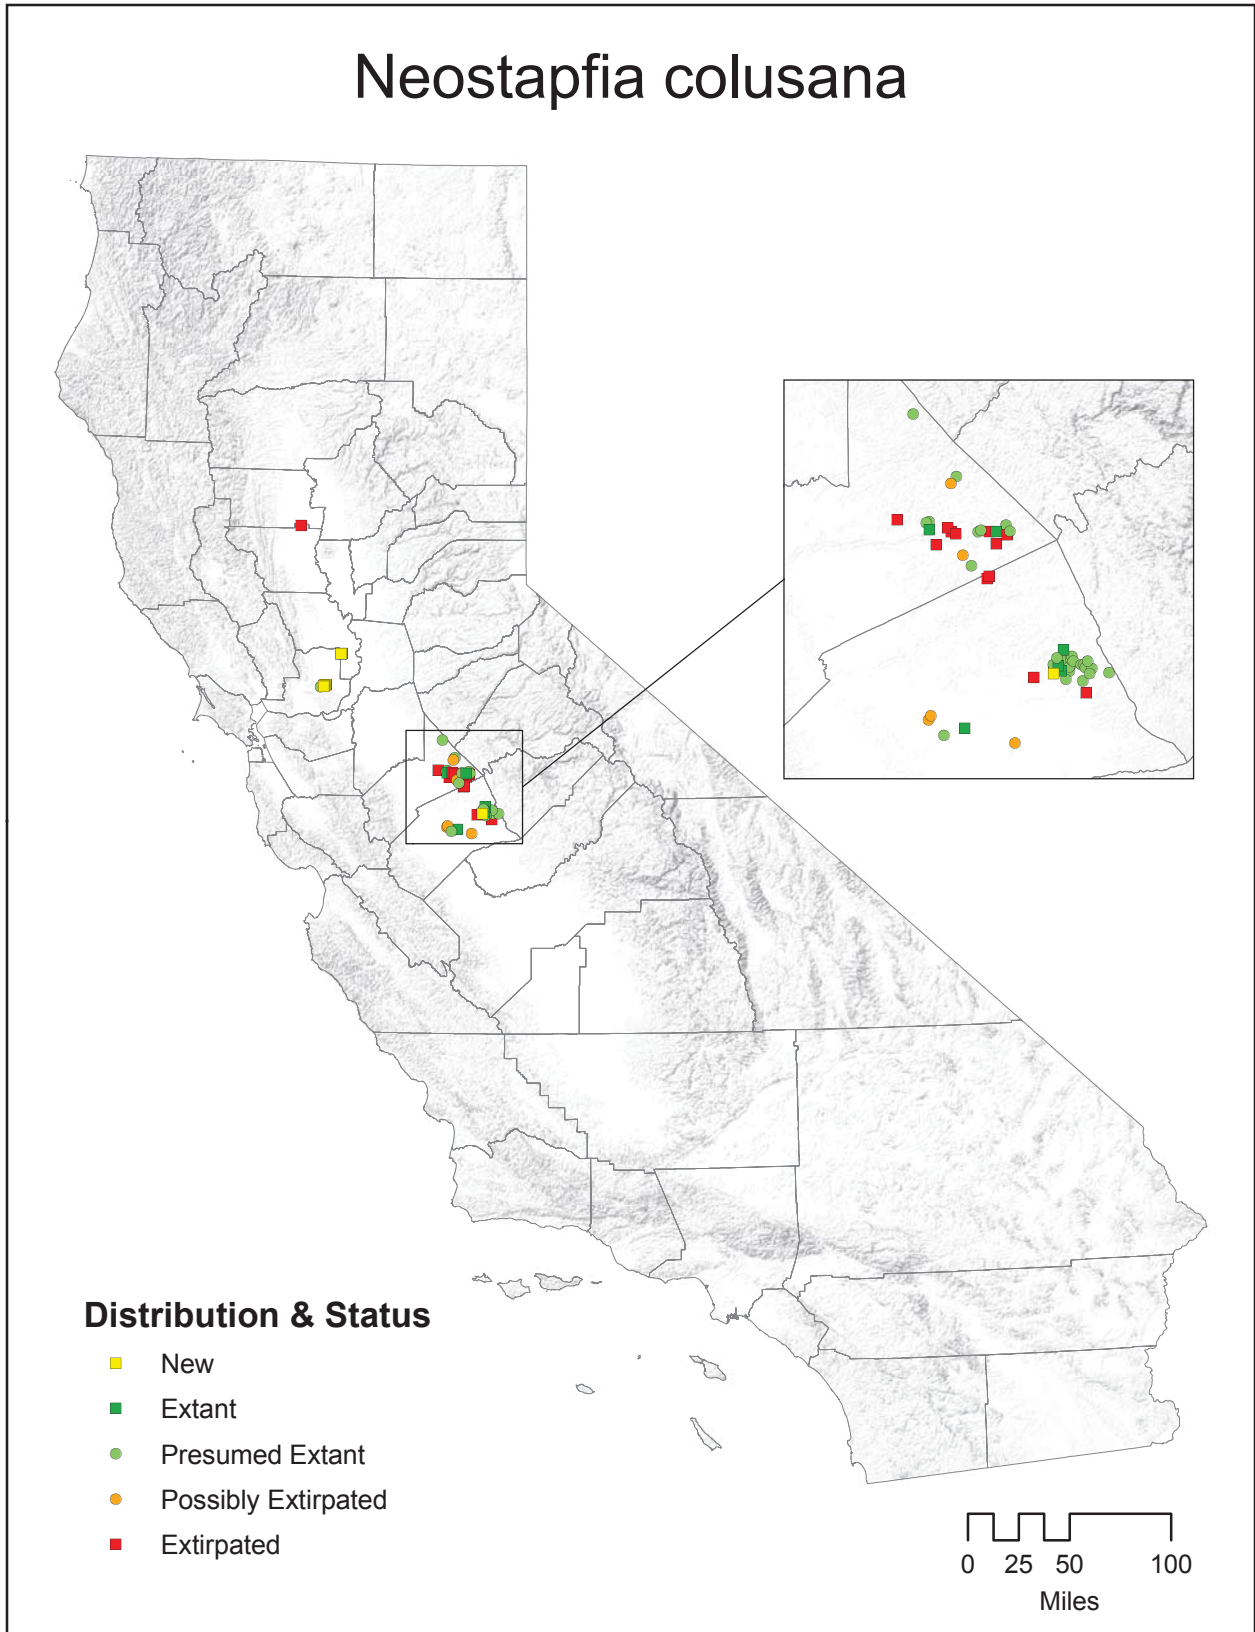 Neostapfia colusana
Distribution & Status
New
Extant
Presumed Extant
Possibly Extirpated
Extirpated
0 25 50 100
Miles